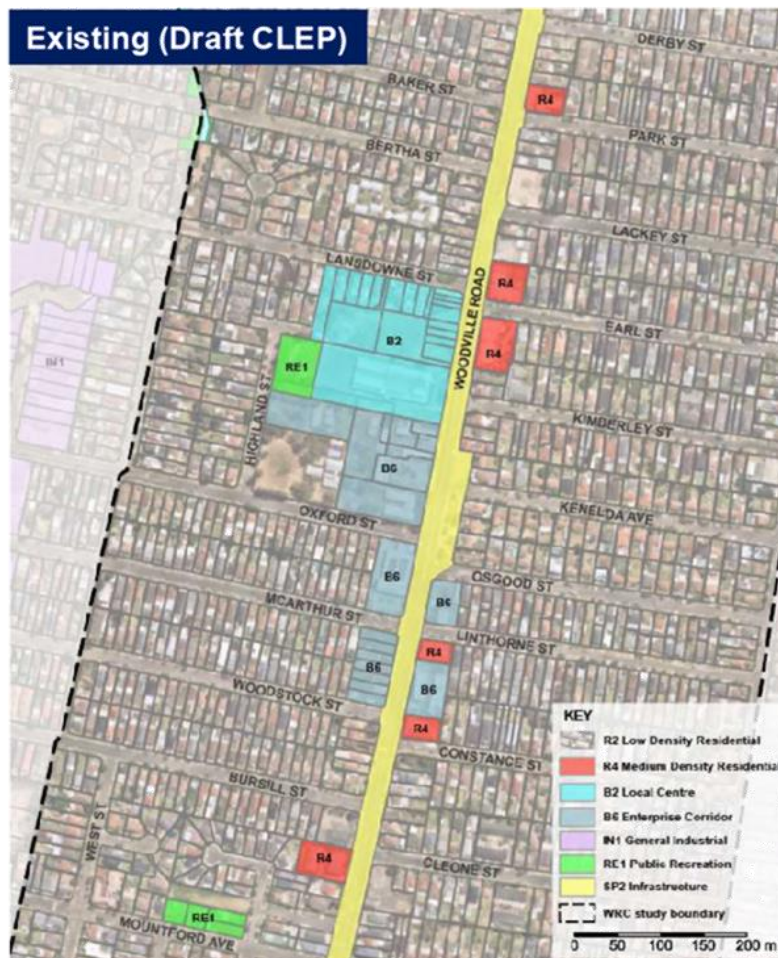 Existing (Draft CLEP)
DERBY ST
BAKER ST
R4
PARK ST
BERTHA ST
LACKEY ST
LANSDOWNE ST
R4
WOODVILLE ROAD
EARL ST
B2
R4
IN1
RE1
HIGHLAND ST
KIMBERLEY ST
B6
KENELDA AVE
OXFORD ST
OSGOOD ST
B6
B6
MCARTHUR ST
LINTHORNE ST
R4
B6
B6
WOODSTOCK ST
R4
CONSTANCE ST
BURSILL ST
WEST ST
R4
CLEONE ST
RE1
MOUNTFORD AVE
KEY
R2 Low Density Residential
R4 Medium Density Residential
B2 Local Centre
B6 Enterprise Corridor
IN1 General Industrial
RE1 Public Recreation
SP2 Infrastructure
WRC study boundary
0 50 100 150 200 m